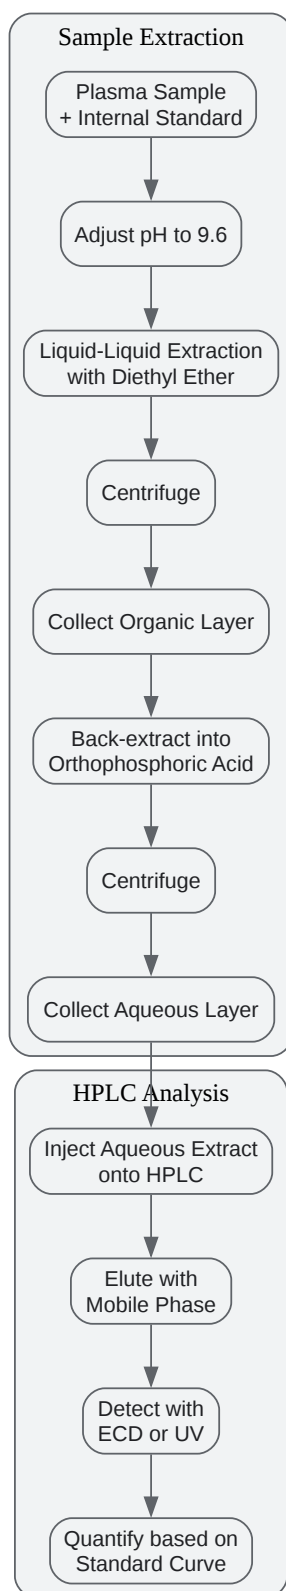 Sample Extraction
Plasma Sample
+ Internal Standard
Adjust pH to 9.6
Liquid-Liquid Extraction
with Diethyl Ether
Centrifuge
Collect Organic Layer
Back-extract into
Orthophosphoric Acid
Centrifuge
Collect Aqueous Layer
HPLC Analysis
Inject Aqueous Extract
onto HPLC
Elute with
Mobile Phase
Detect with
ECD or UV
Quantify based on
Standard Curve